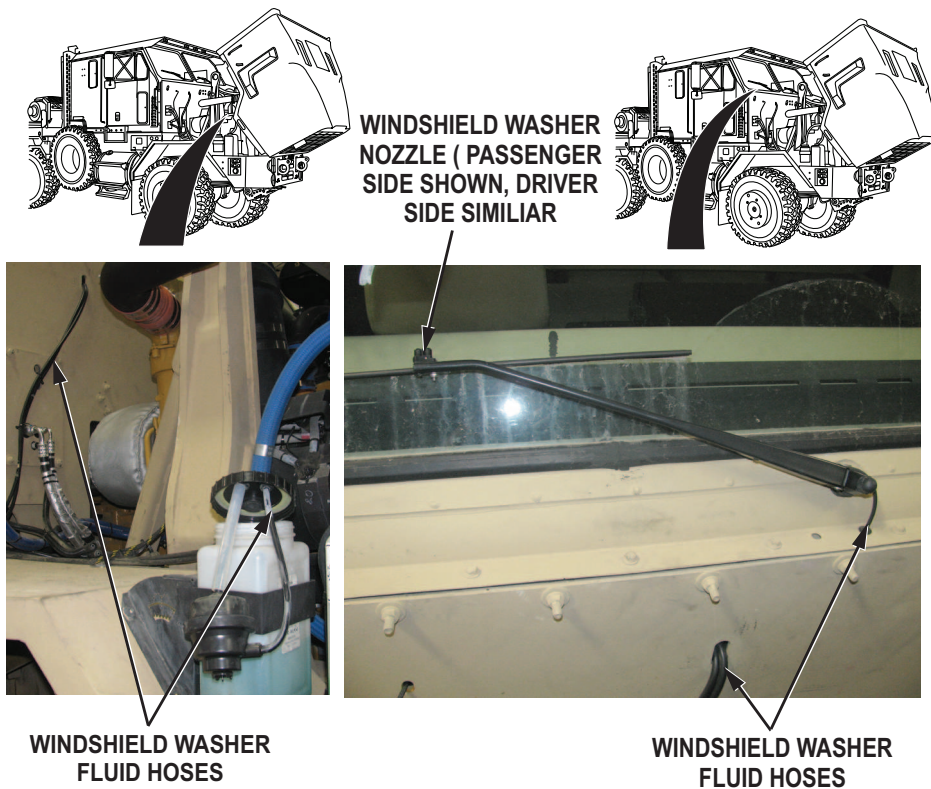 WINDSHIELD WASHER
NOZZLE ( PASSENGER
SIDE SHOWN, DRIVER
SIDE SIMILIAR
WINDSHIELD WASHER
FLUID HOSES
WINDSHIELD WASHER
FLUID HOSES